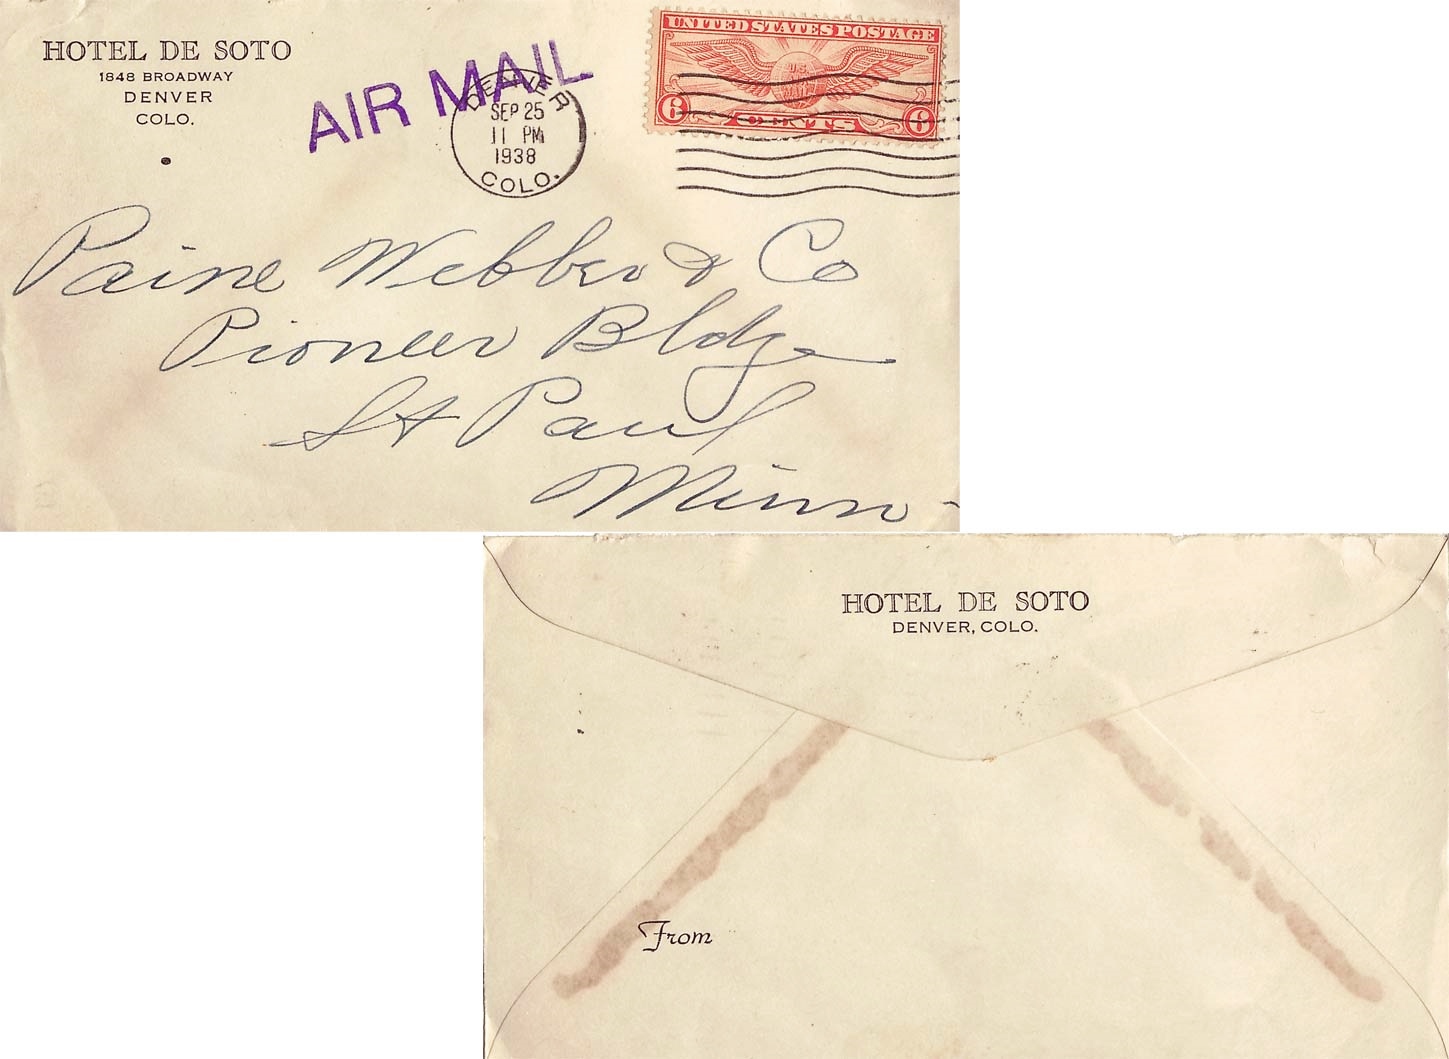 HOTEL DE SOTO
1848 BROADWAY
DENVER
COLO.
AIR MAIL
DENVER
SEP 25
11 PM
1938
COLO.
UNITED STATES POSTAGE
6 CENTS 6
Paine Webber & Co
Pioneer Bldg
St Paul
Minn
HOTEL DE SOTO
DENVER, COLO.
From